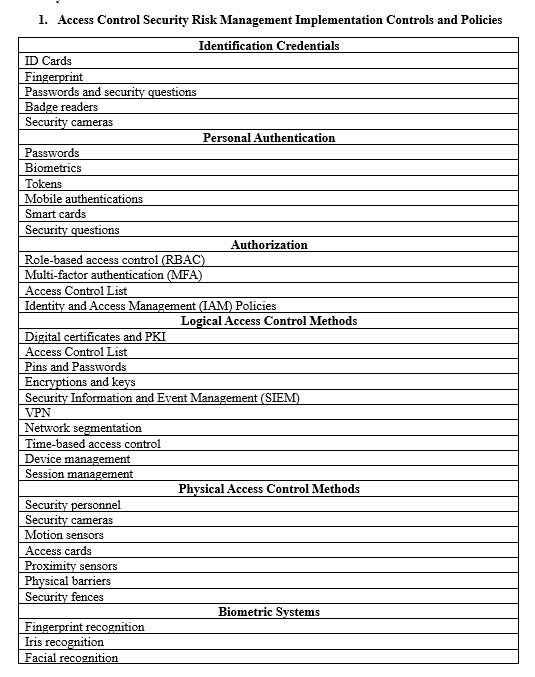 1. Access Control Security Risk Management Implementation Controls and Policies
Identification Credentials
ID Cards
Fingerprint
Passwords and security questions
Badge readers
Security cameras
Personal Authentication
Passwords
Biometrics
Tokens
Mobile authentications
Smart cards
Security questions
Authorization
Role-based access control (RBAC)
Multi-factor authentication (MFA)
Access Control List
Identity and Access Management (IAM) Policies
Logical Access Control Methods
Digital certificates and PKI
Access Control List
Pins and Passwords
Encryptions and keys
Security Information and Event Management (SIEM)
VPN
Network segmentation
Time-based access control
Device management
Session management
Physical Access Control Methods
Security personnel
Security cameras
Motion sensors
Access cards
Proximity sensors
Physical barriers
Security fences
Biometric Systems
Fingerprint recognition
Iris recognition
Facial recognition